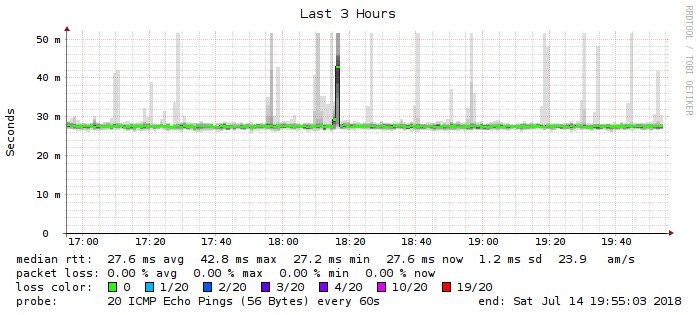 Last 3 Hours
RRDTOOL / TOBI OETIKER
Seconds
50 m
40 m
30 m
20 m
10 m
0
17:00 17:20 17:40 18:00 18:20 18:40 19:00 19:20 19:40
median rtt: 27.6 ms avg 42.8 ms max 27.2 ms min 27.6 ms now 1.2 ms sd 23.9 am/s
packet loss: 0.00 % avg 0.00 % max 0.00 % min 0.00 % now
loss color: 0 1/20 2/20 3/20 4/20 10/20 19/20
probe: 20 ICMP Echo Pings (56 Bytes) every 60s end: Sat Jul 14 19:55:03 2018